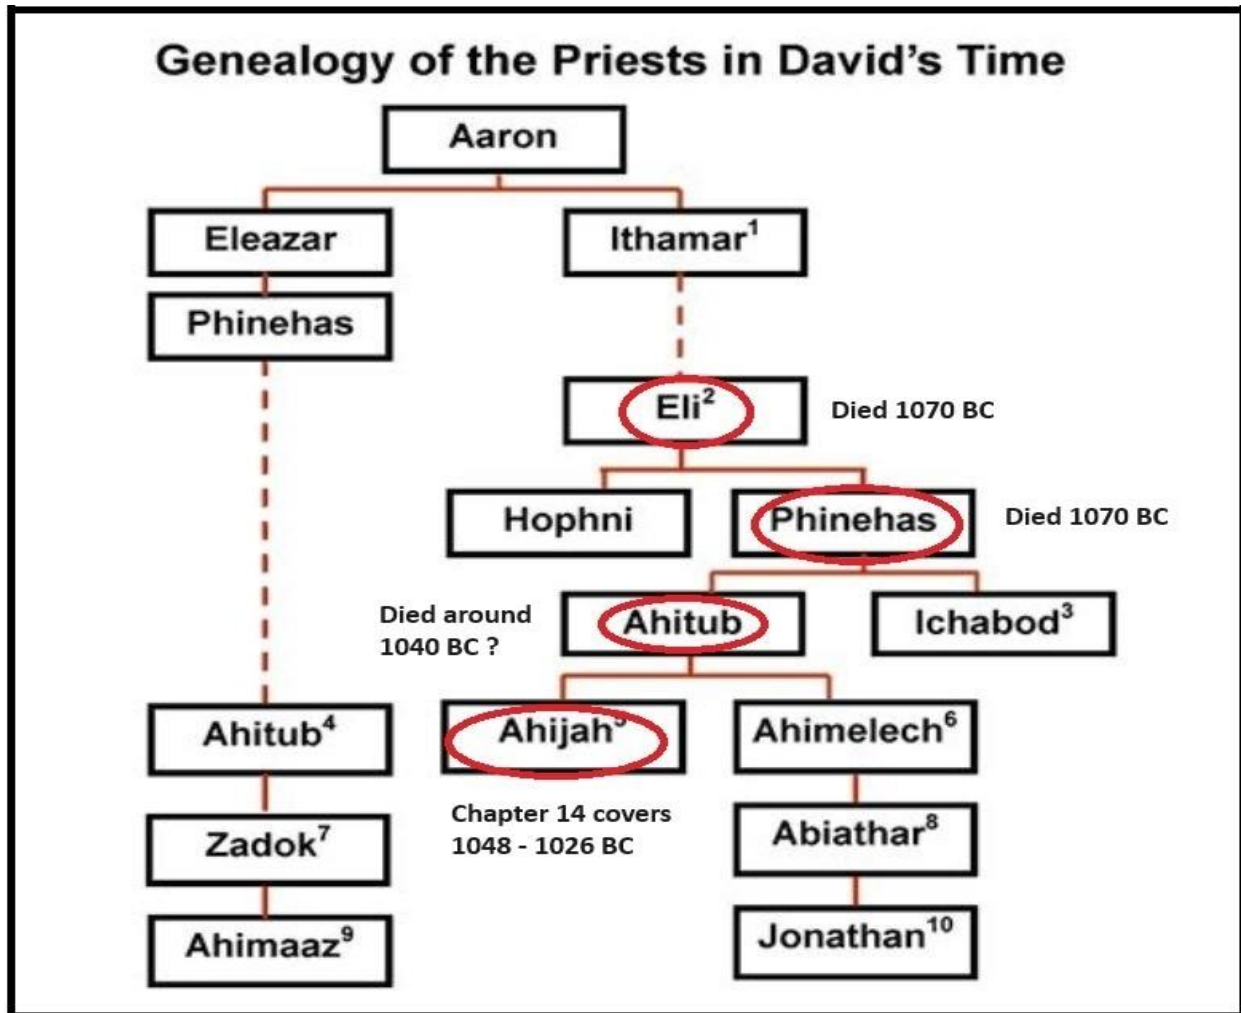 Genealogy of the Priests in David's Time
Aaron
Eleazar
Ithamar¹
Phinehas
Eli²
Died 1070 BC
Hophni
Phinehas
Died 1070 BC
Died around
1040 BC ?
Ahitub
Ichabod³
Ahitub⁴
Ahijah⁵
Ahimelech⁶
Chapter 14 covers
1048 - 1026 BC
Zadok⁷
Abiathar⁸
Ahimaaz⁹
Jonathan¹⁰